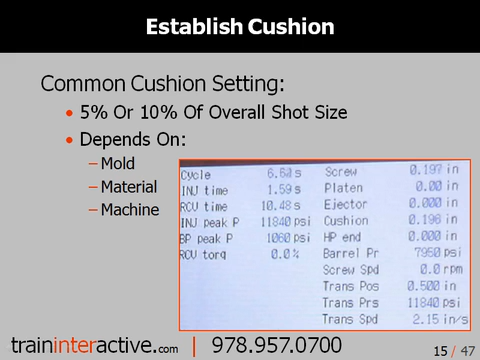 Establish Cushion
Common Cushion Setting:
• 5% Or 10% Of Overall Shot Size
• Depends On:
– Mold
– Material
– Machine
Cycle 6.60 s
INJ time 1.59 s
RCV time 10.48 s
INJ peak P 11840 psi
BP peak P 1060 psi
RCV torq 0.0 %
Screw 0.197 in
Platen 0.00 in
Ejector 0.000 in
Cushion 0.196 in
HP end 0.000 in
Barrel Pr 7950 psi
Screw Spd 0.0 rpm
Trans Pos 0.500 in
Trans Prs 11840 psi
Trans Spd 2.15 in/s
traininteractive.com | 978.957.0700
15 / 47